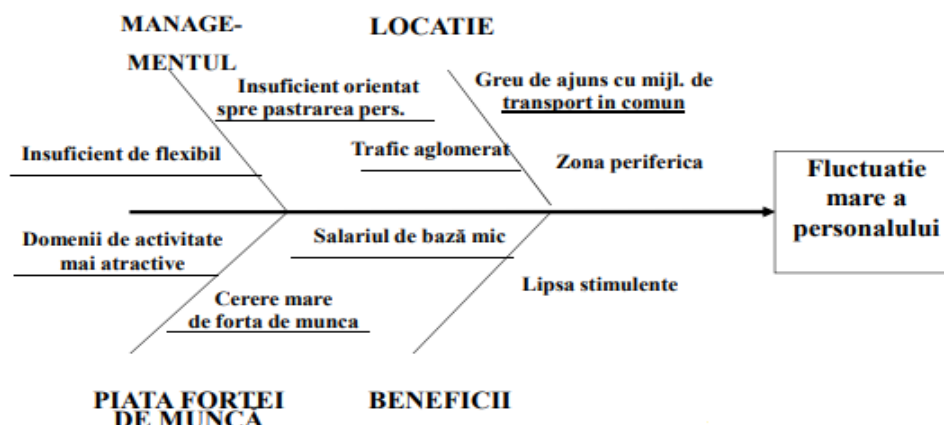 MANAGE-
MENTUL
LOCATIE
Insuficient orientat
spre pastrarea pers.
Greu de ajuns cu mijl. de
transport in comun
Insuficient de flexibil
Trafic aglomerat
Zona periferica
Fluctuatie
mare a
personalului
Domenii de activitate
mai atractive
Salariul de bază mic
Cerere mare
de forta de munca
Lipsa stimulente
PIATA FORȚEI
DE MUNCĂ
BENEFICII